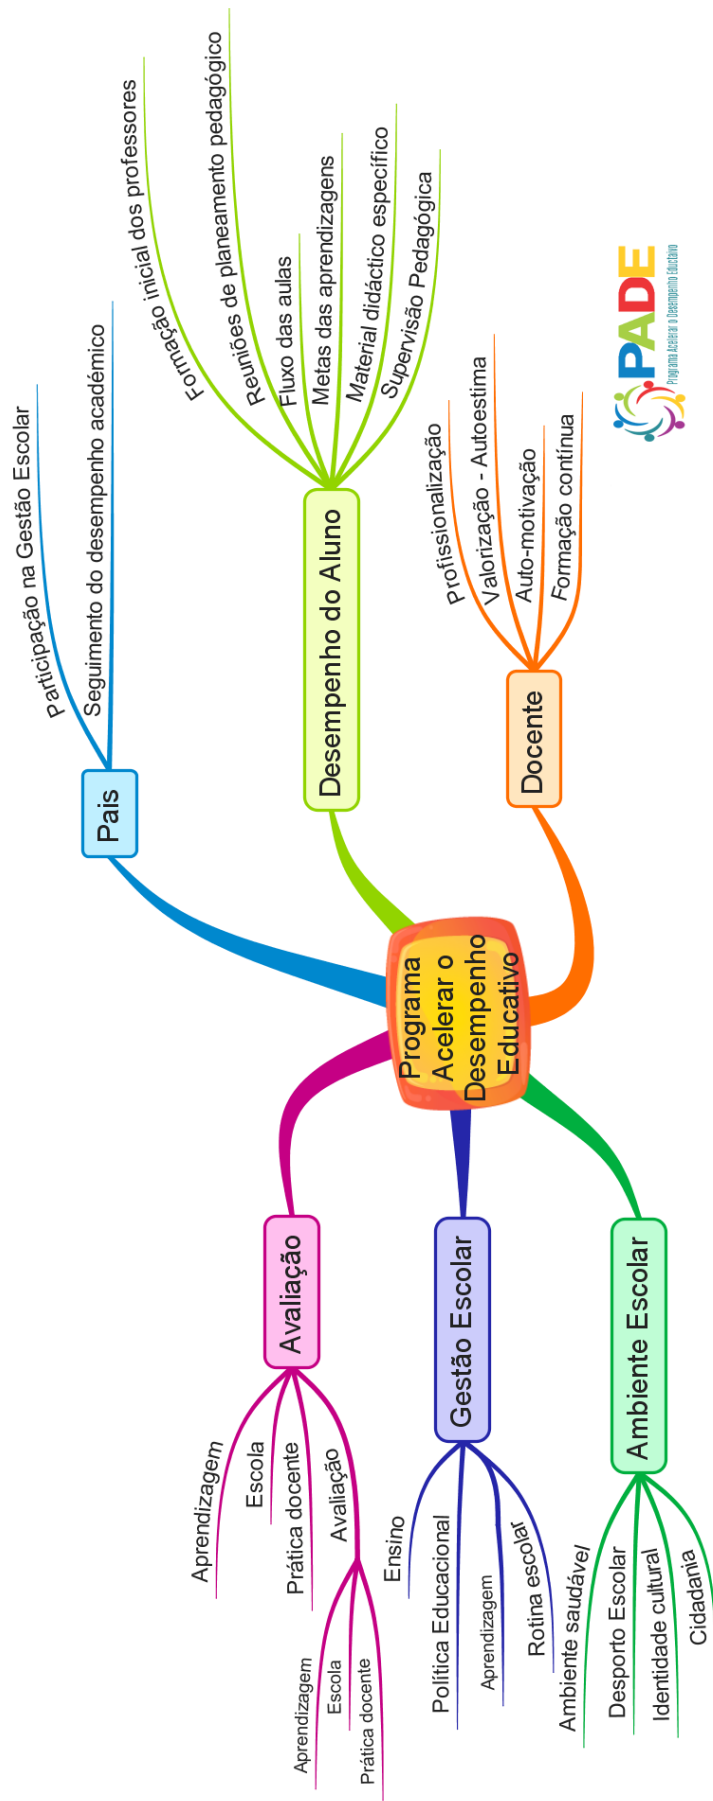 Programa
Acelerar o
Desempenho
Educativo
Pais
Participação na Gestão Escolar
Seguimento do desempenho académico
Desempenho do Aluno
Formação inicial dos professores
Reuniões de planeamento pedagógico
Fluxo das aulas
Metas das aprendizagens
Material didáctico específico
Supervisão Pedagógica
Docente
Profissionalização
Valorização - Autoestima
Auto-motivação
Formação contínua
Avaliação
Aprendizagem
Escola
Prática docente
Avaliação
Aprendizagem
Escola
Prática docente
Gestão Escolar
Ensino
Política Educacional
Aprendizagem
Rotina escolar
Ambiente Escolar
Ambiente saudável
Desporto Escolar
Identidade cultural
Cidadania
PADE
Programa Acelerar o Desempenho Eductaivo